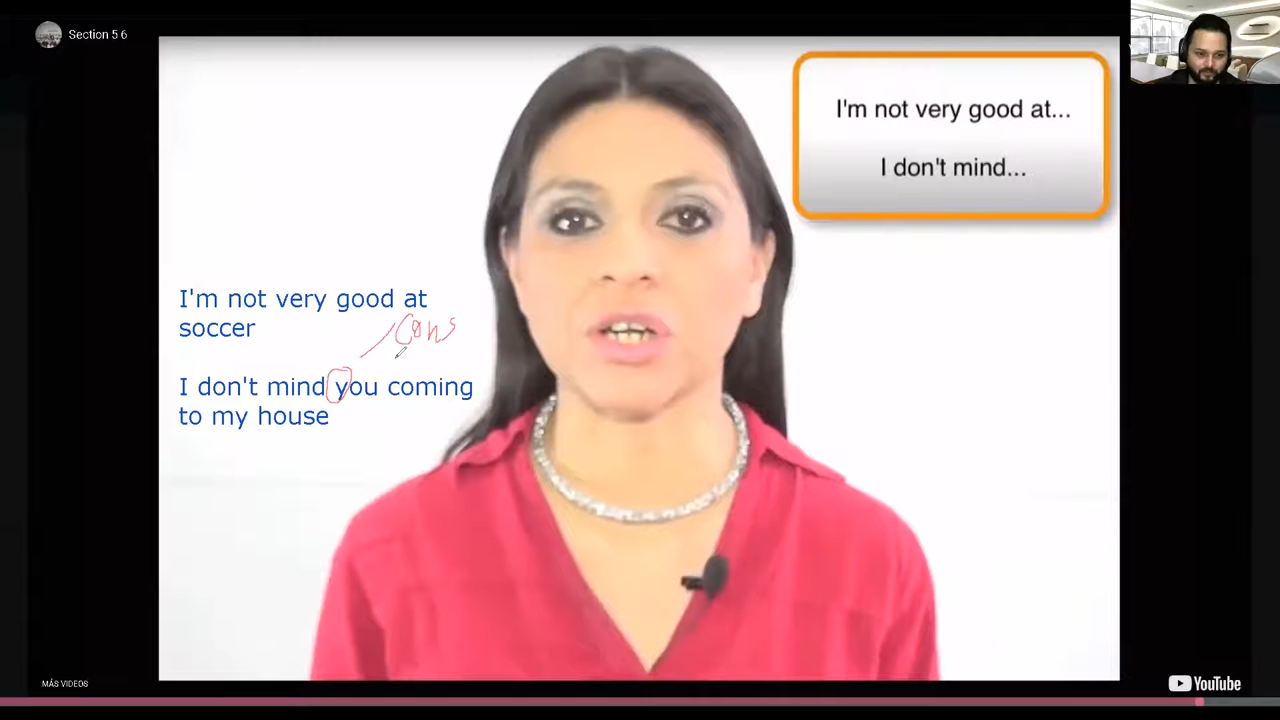 Section 5 6
I'm not very good at...
I don't mind...
I'm not very good at
soccer
cons
I don't mind you coming
to my house
MÁS VIDEOS
YouTube